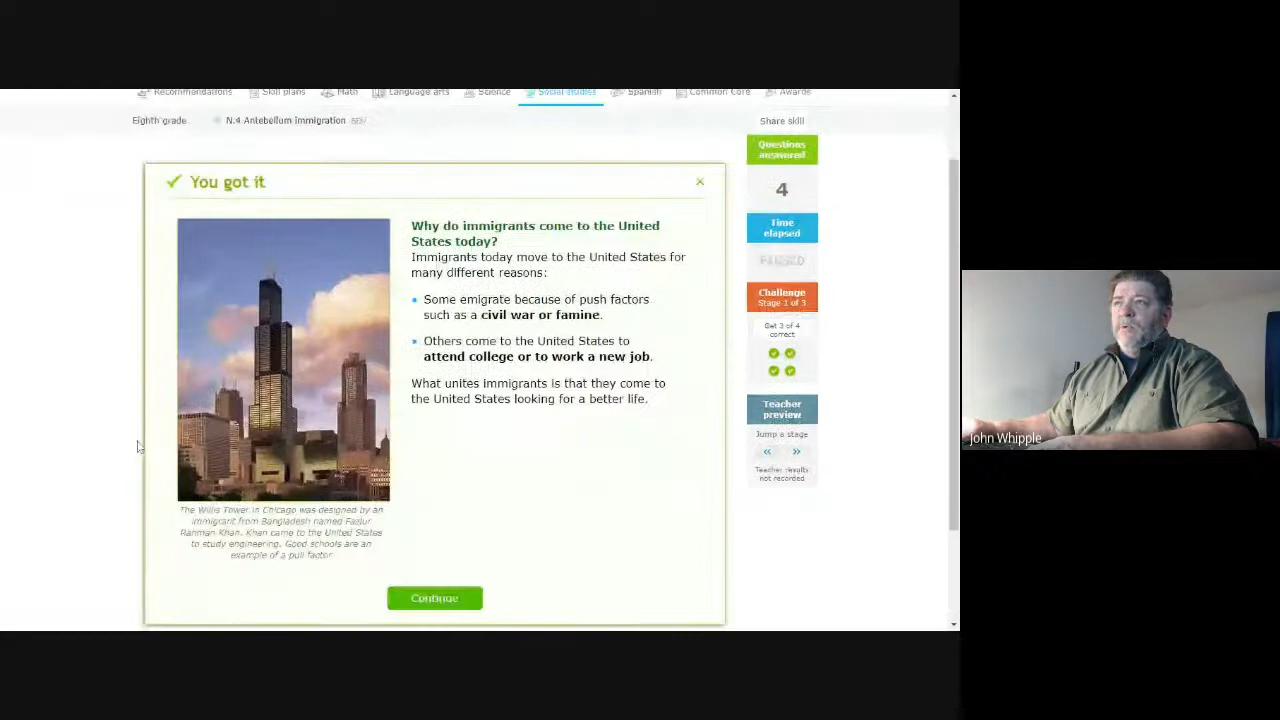 Recommendations Skill plans Math Language arts Science Social studies Spanish Common Core Awards
Eighth grade N.4 Antebellum immigration
Share skill
You got it
Why do immigrants come to the United
States today?
Immigrants today move to the United States for
many different reasons:
Some emigrate because of push factors
such as a civil war or famine.
Others come to the United States to
attend college or to work a new job.
What unites immigrants is that they come to
the United States looking for a better life.
The Willis Tower in Chicago was designed by an
immigrant from Bangladesh named Fazlur
Rahman Khan. Khan came to the United States
to study engineering. Good schools are an
example of a pull factor.
Continue
Questions
answered
4
Time
elapsed
PAUSED
Challenge
Stage 1 of 3
Get 3 of 4
correct
Teacher
preview
Jump a stage
Teacher results
not recorded
John Whipple